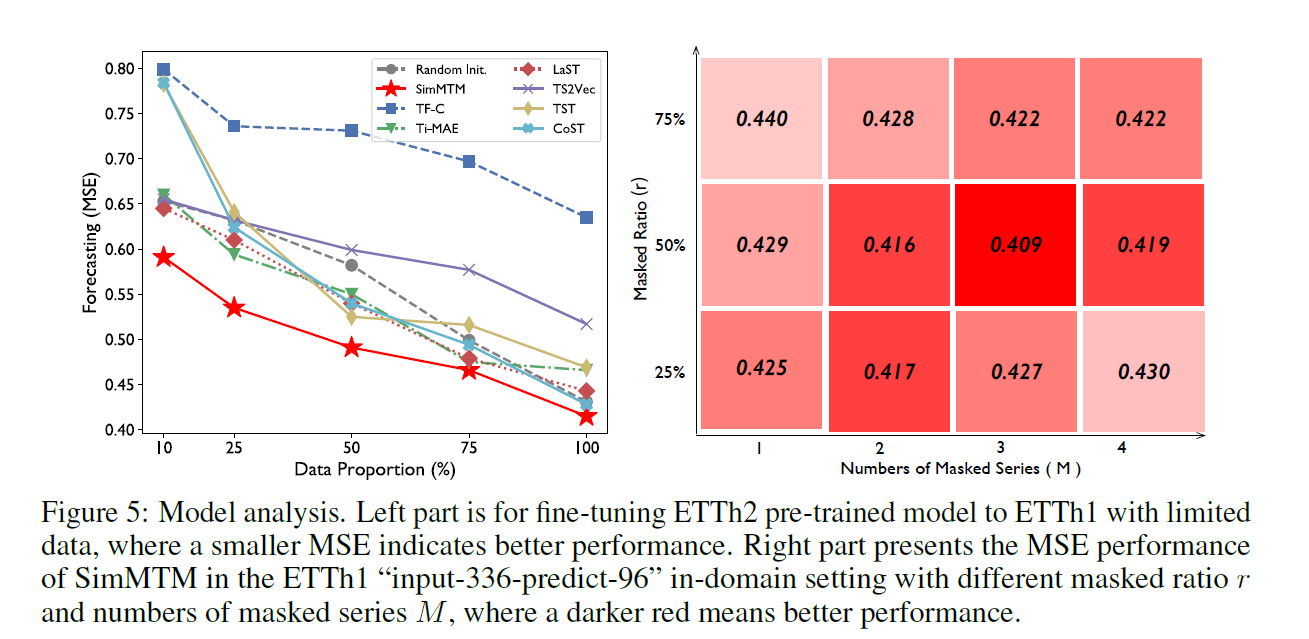 0.80
0.75
0.70
0.65
0.60
0.55
0.50
0.45
0.40
Forecasting (MSE)
Random Init.
SimMTM
TF-C
Ti-MAE
LaST
TS2Vec
TST
CoST
10 25 50 75 100
Data Proportion (%)
Masked Ratio (r)
75% 0.440 0.428 0.422 0.422
50% 0.429 0.416 0.409 0.419
25% 0.425 0.417 0.427 0.430
1 2 3 4
Numbers of Masked Series ( M )
Figure 5: Model analysis. Left part is for fine-tuning ETTh2 pre-trained model to ETTh1 with limited
data, where a smaller MSE indicates better performance. Right part presents the MSE performance
of SimMTM in the ETTh1 “input-336-predict-96” in-domain setting with different masked ratio r
and numbers of masked series M, where a darker red means better performance.